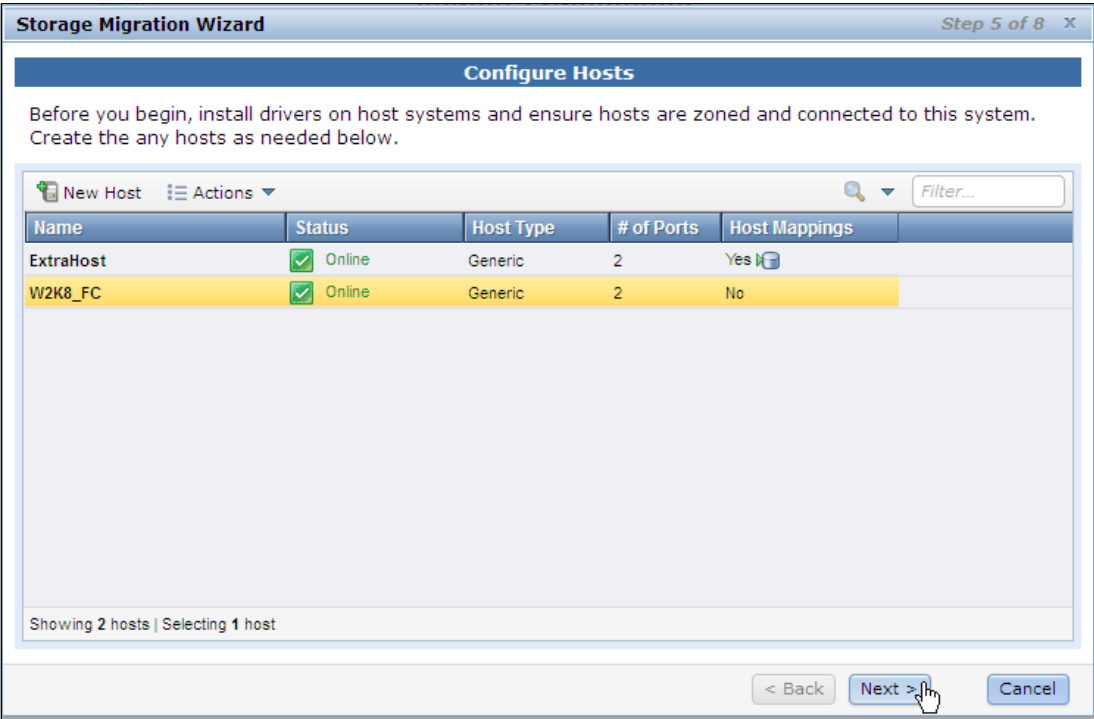 Storage Migration Wizard Step 5 of 8 X
Configure Hosts
Before you begin, install drivers on host systems and ensure hosts are zoned and connected to this system.
Create the any hosts as needed below.
New Host Actions Filter...
Name Status Host Type # of Ports Host Mappings
ExtraHost Online Generic 2 Yes
W2K8_FC Online Generic 2 No
Showing 2 hosts | Selecting 1 host
< Back Next > Cancel